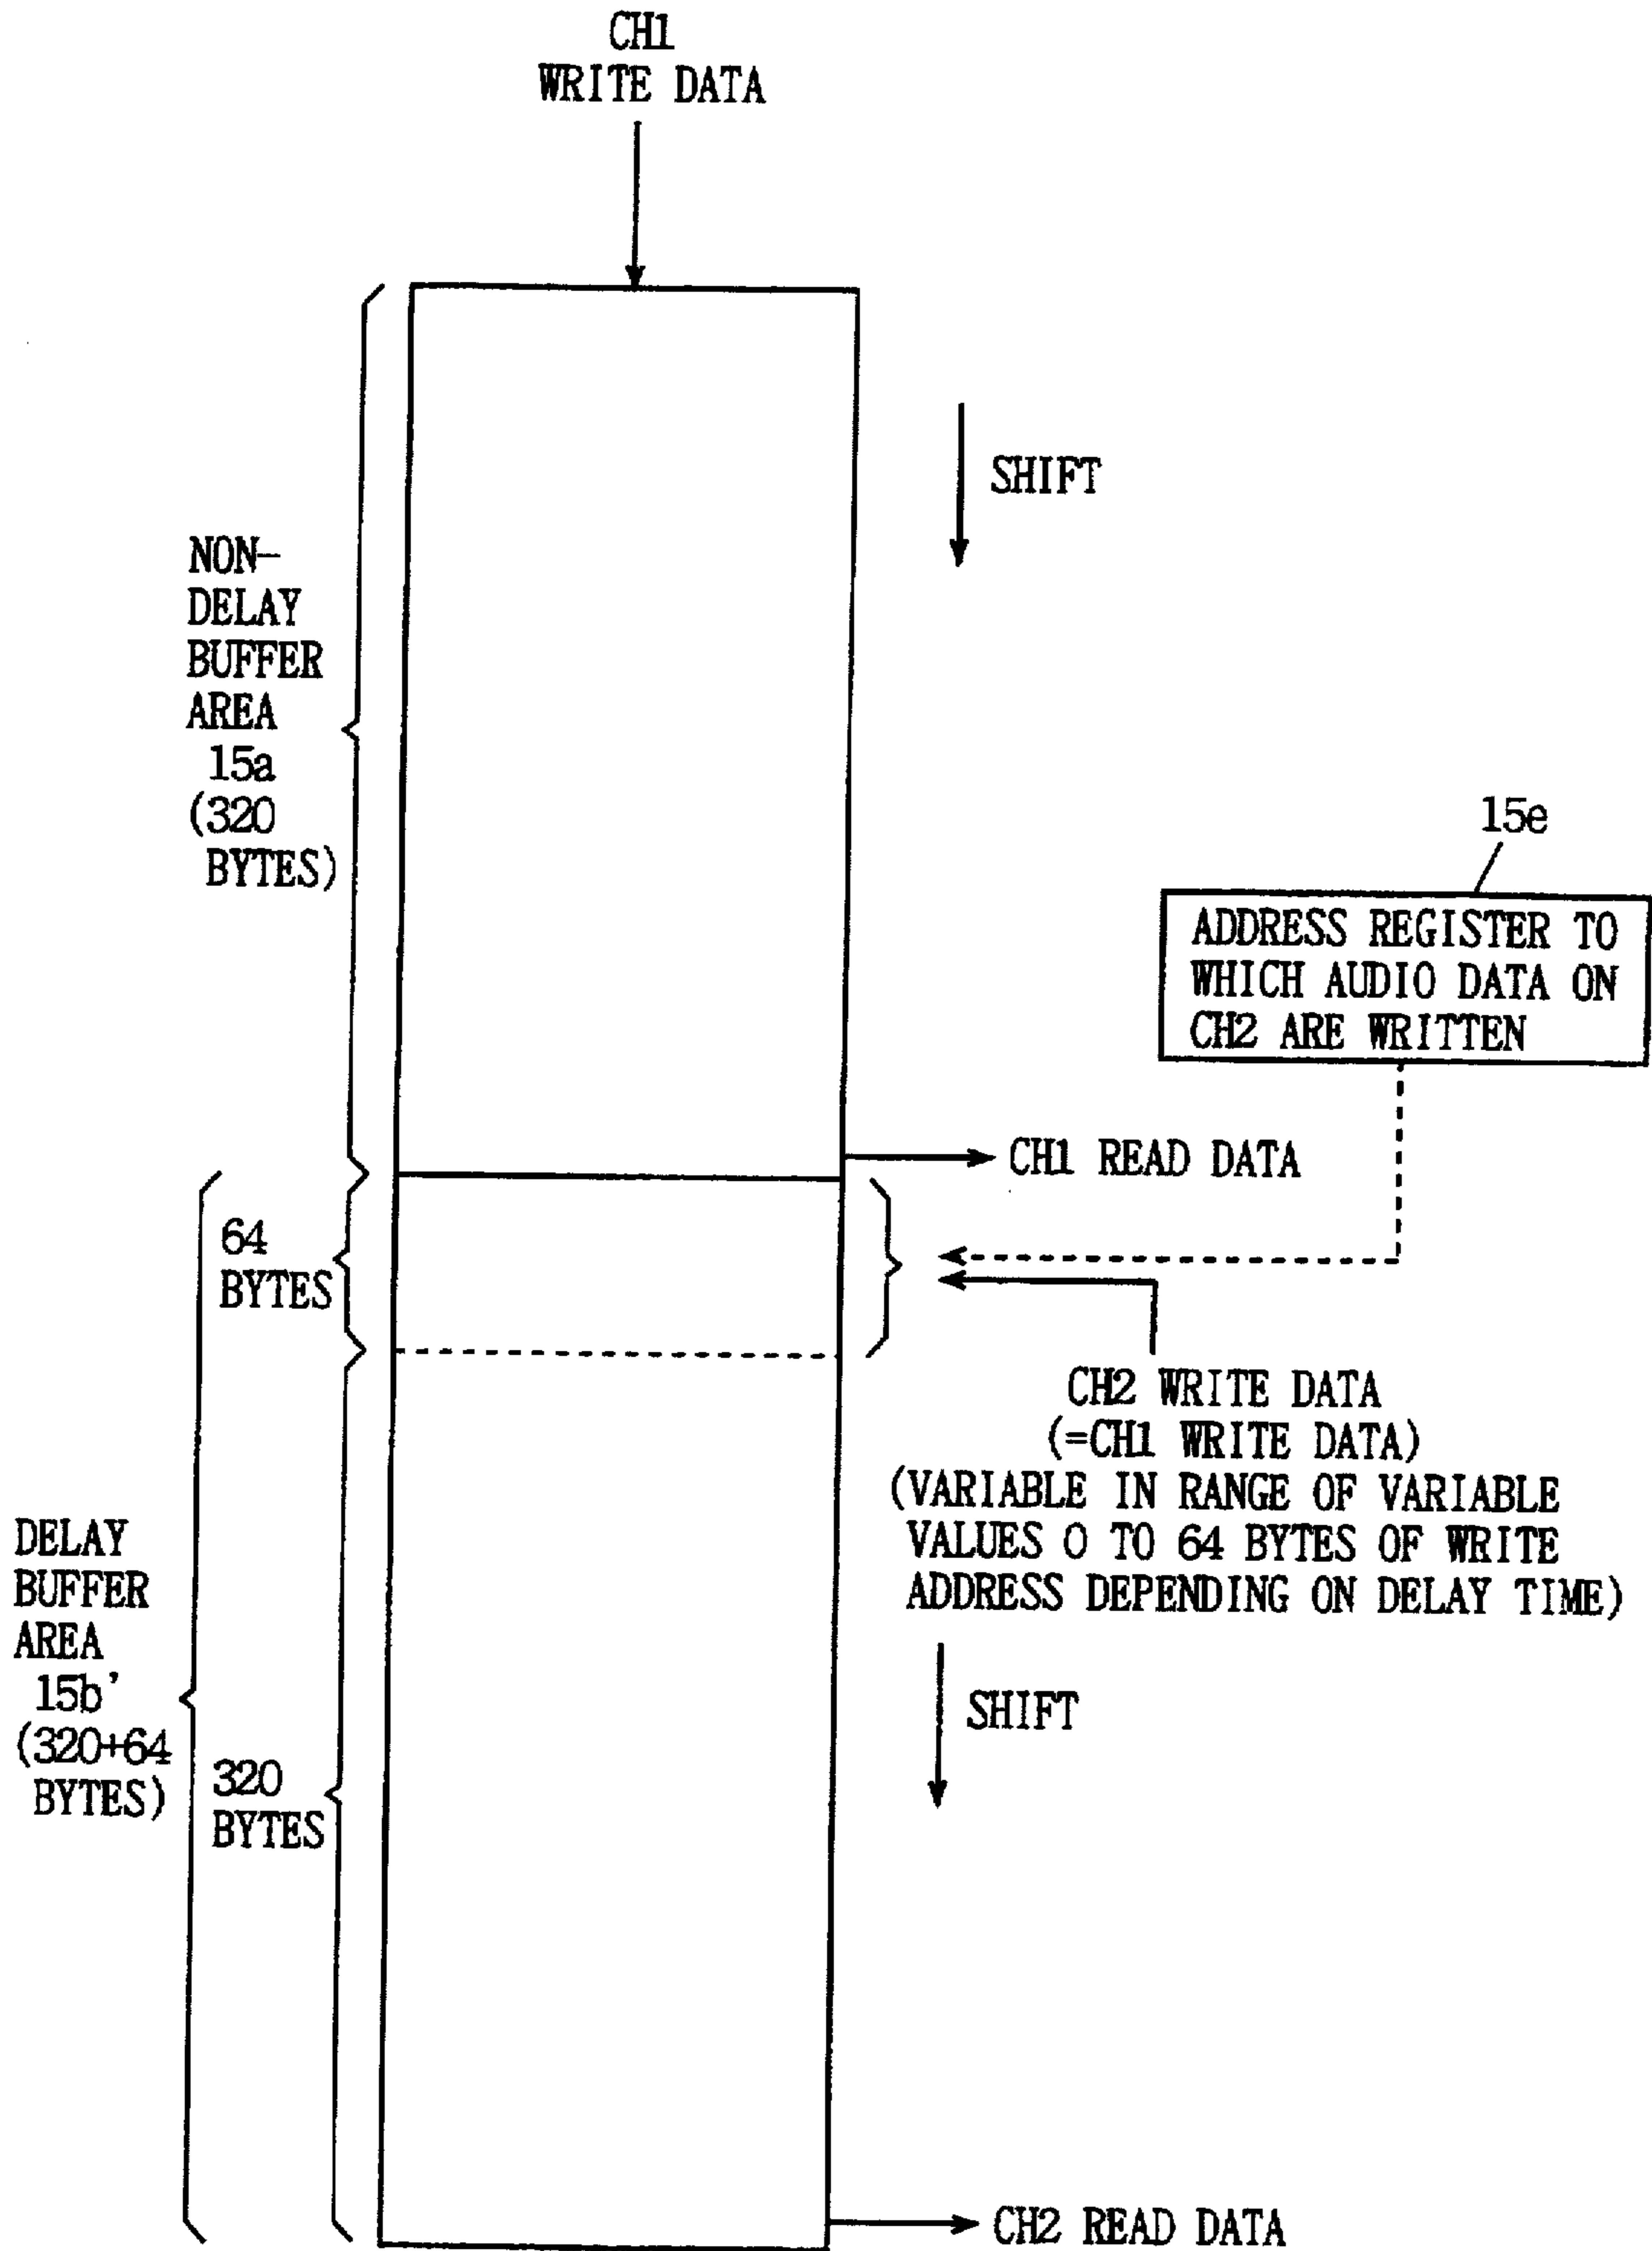 CH1
WRITE DATA
SHIFT
NON-
DELAY
BUFFER
AREA
15a
(320
BYTES)
15e
ADDRESS REGISTER TO
WHICH AUDIO DATA ON
CH2 ARE WRITTEN
CH1 READ DATA
64
BYTES
CH2 WRITE DATA
(=CH1 WRITE DATA)
(VARIABLE IN RANGE OF VARIABLE
VALUES 0 TO 64 BYTES OF WRITE
ADDRESS DEPENDING ON DELAY TIME)
DELAY
BUFFER
AREA
15b'
(320+64
BYTES)
320
BYTES
SHIFT
CH2 READ DATA